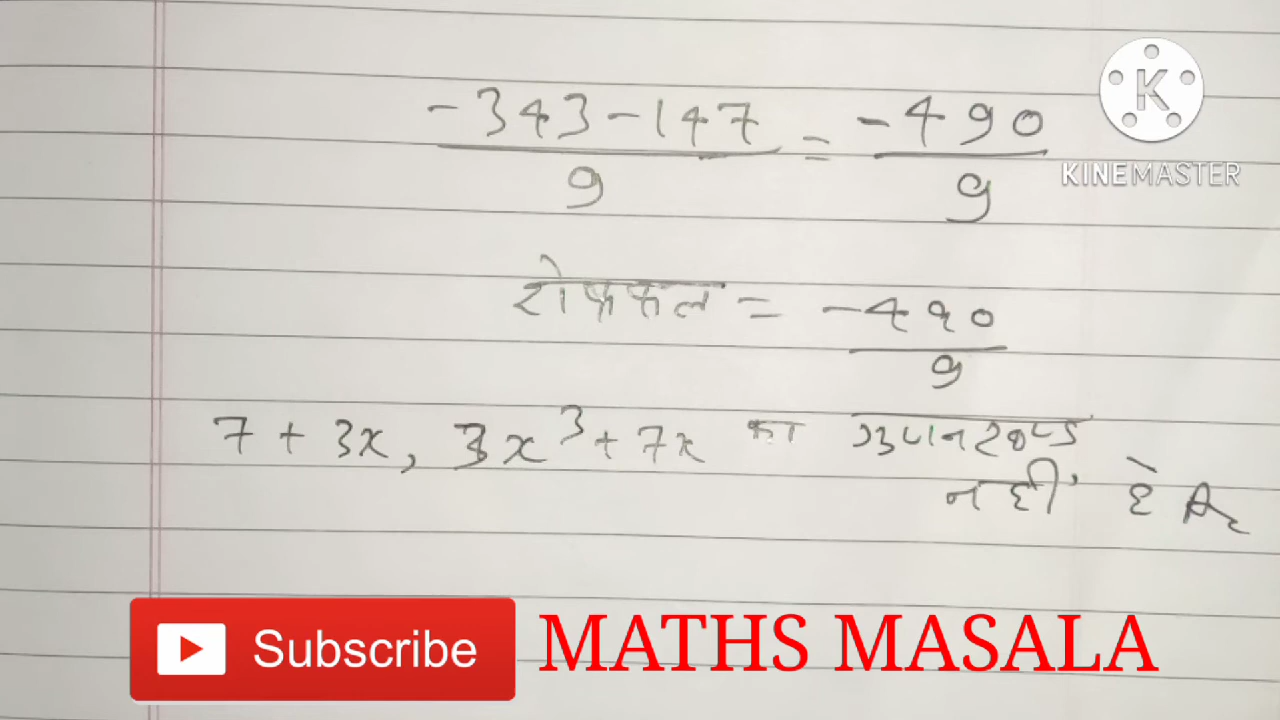 -343-147/9 = -490/9
KINEMASTER
शेषफल = -490/9
7 + 3x, 3x³ + 7x का गुणनखण्ड
नहीं है
Subscribe MATHS MASALA